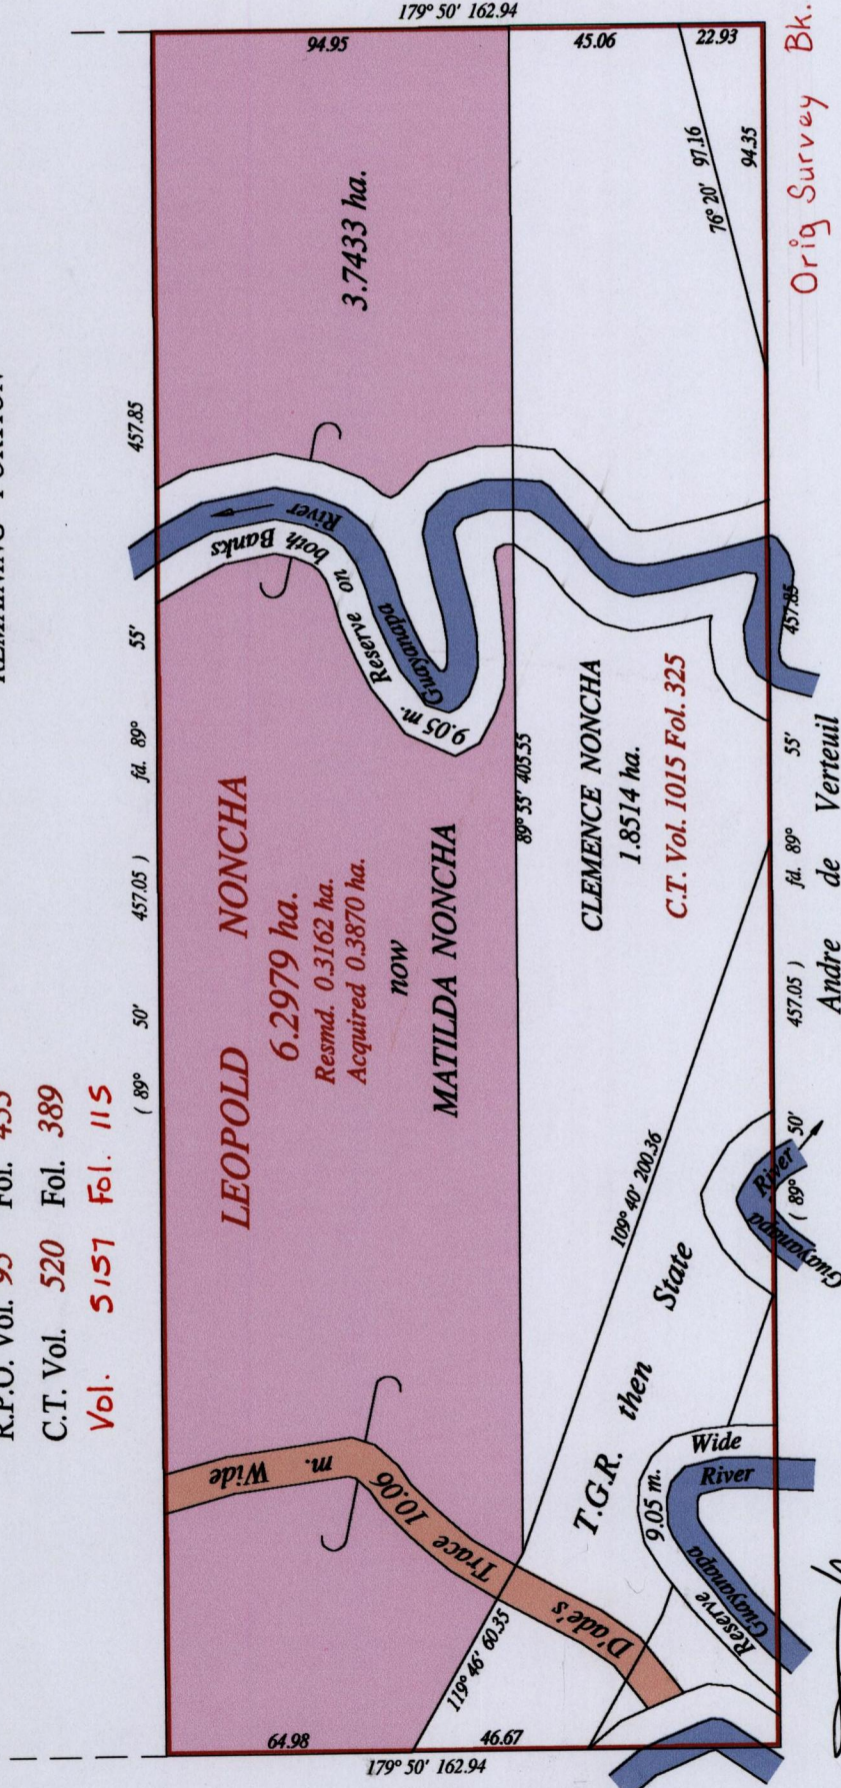 179° 50' 162.94
94.95
45.06
22.93
Orig Survey Bk.
76° 20' 97.16
94.35
3.7433 ha.
457.85
55'
fd. 89°
457.05 )
50'
( 89°
River
Reserve on both Banks
9.05 m.
Guayanapa
457.85
55'
fd. 89°
457.05 )
50'
( 89°
Andre de Verteuil
89° 55' 405.55
LEOPOLD NONCHA
6.2979 ha.
Resmd. 0.3162 ha.
Acquired 0.3870 ha.
now
MATILDA NONCHA
CLEMENCE NONCHA
1.8514 ha.
C.T. Vol. 1015 Fol. 325
R.P.O. Vol. 95 Fol. 455
C.T. Vol. 520 Fol. 389
Vol. 5157 Fol. 115
109° 40' 200.36
T.G.R. then State
Guayanapa River
D'ade's Trace 10.06 m. Wide
Reserve 9.05 m. Wide
Guayanapa River
119° 46' 60.35
64.98
46.67
179° 50' 162.94